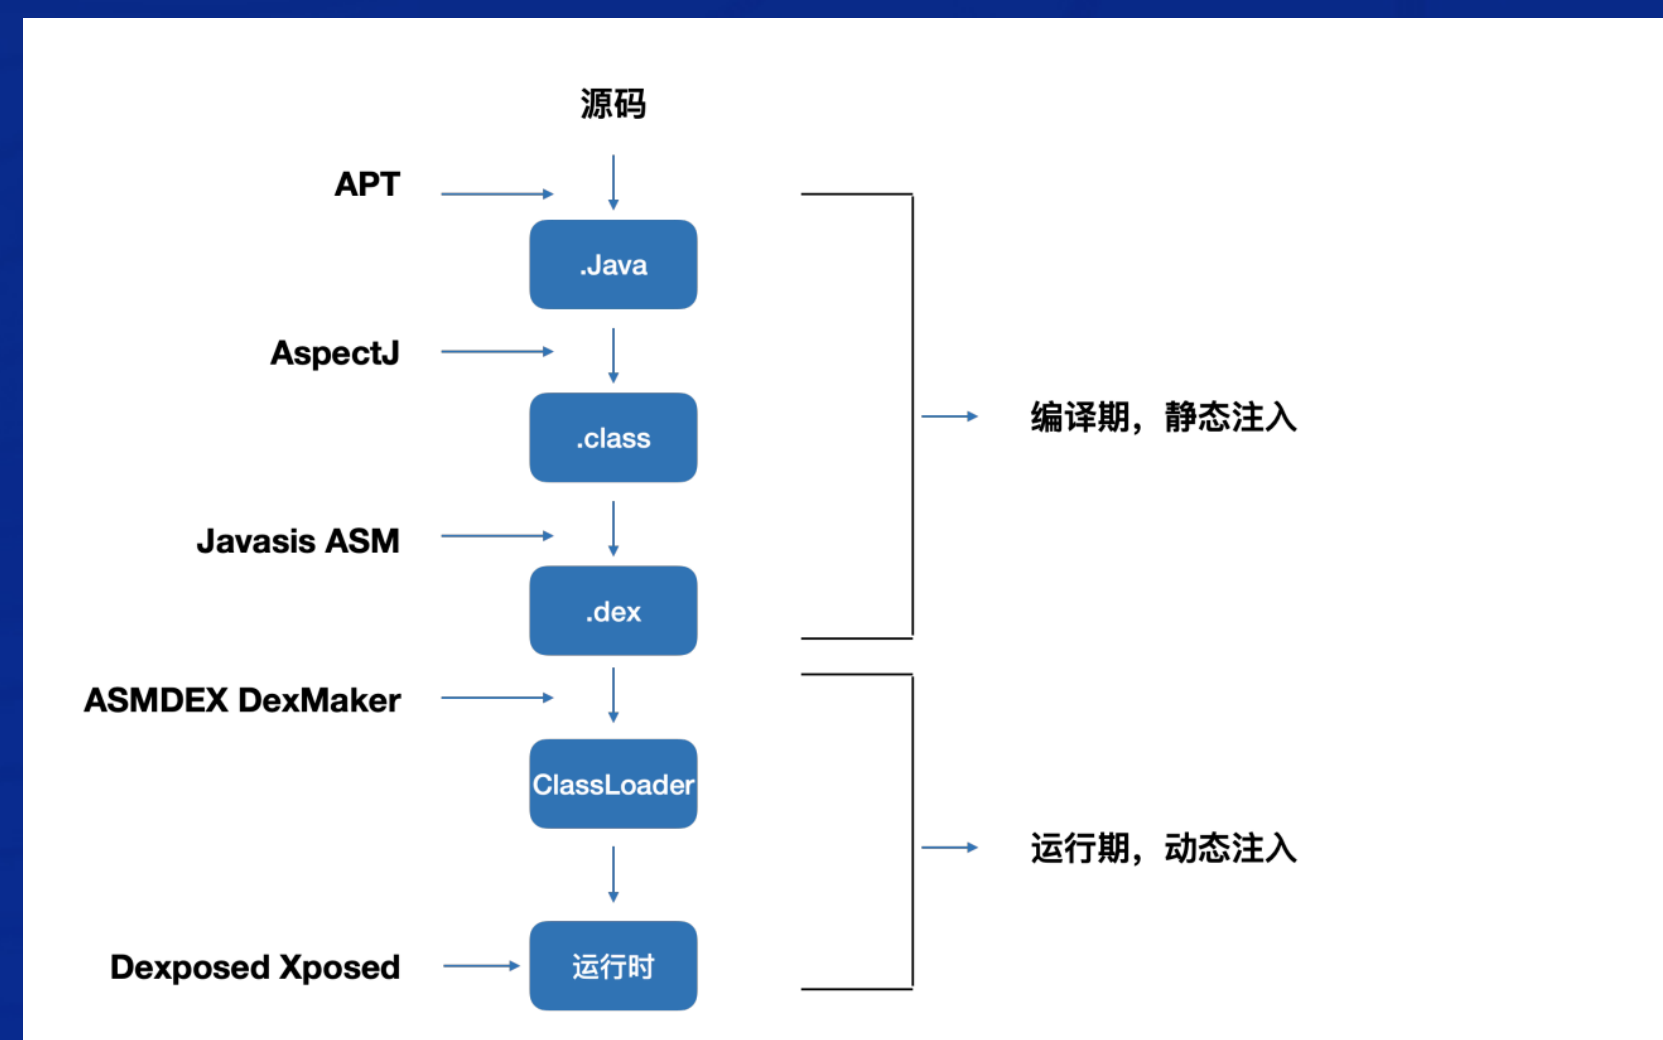 源码
APT
.Java
AspectJ
.class
编译期，静态注入
Javasis ASM
.dex
ASMDEX DexMaker
ClassLoader
运行期，动态注入
Dexposed Xposed
运行时